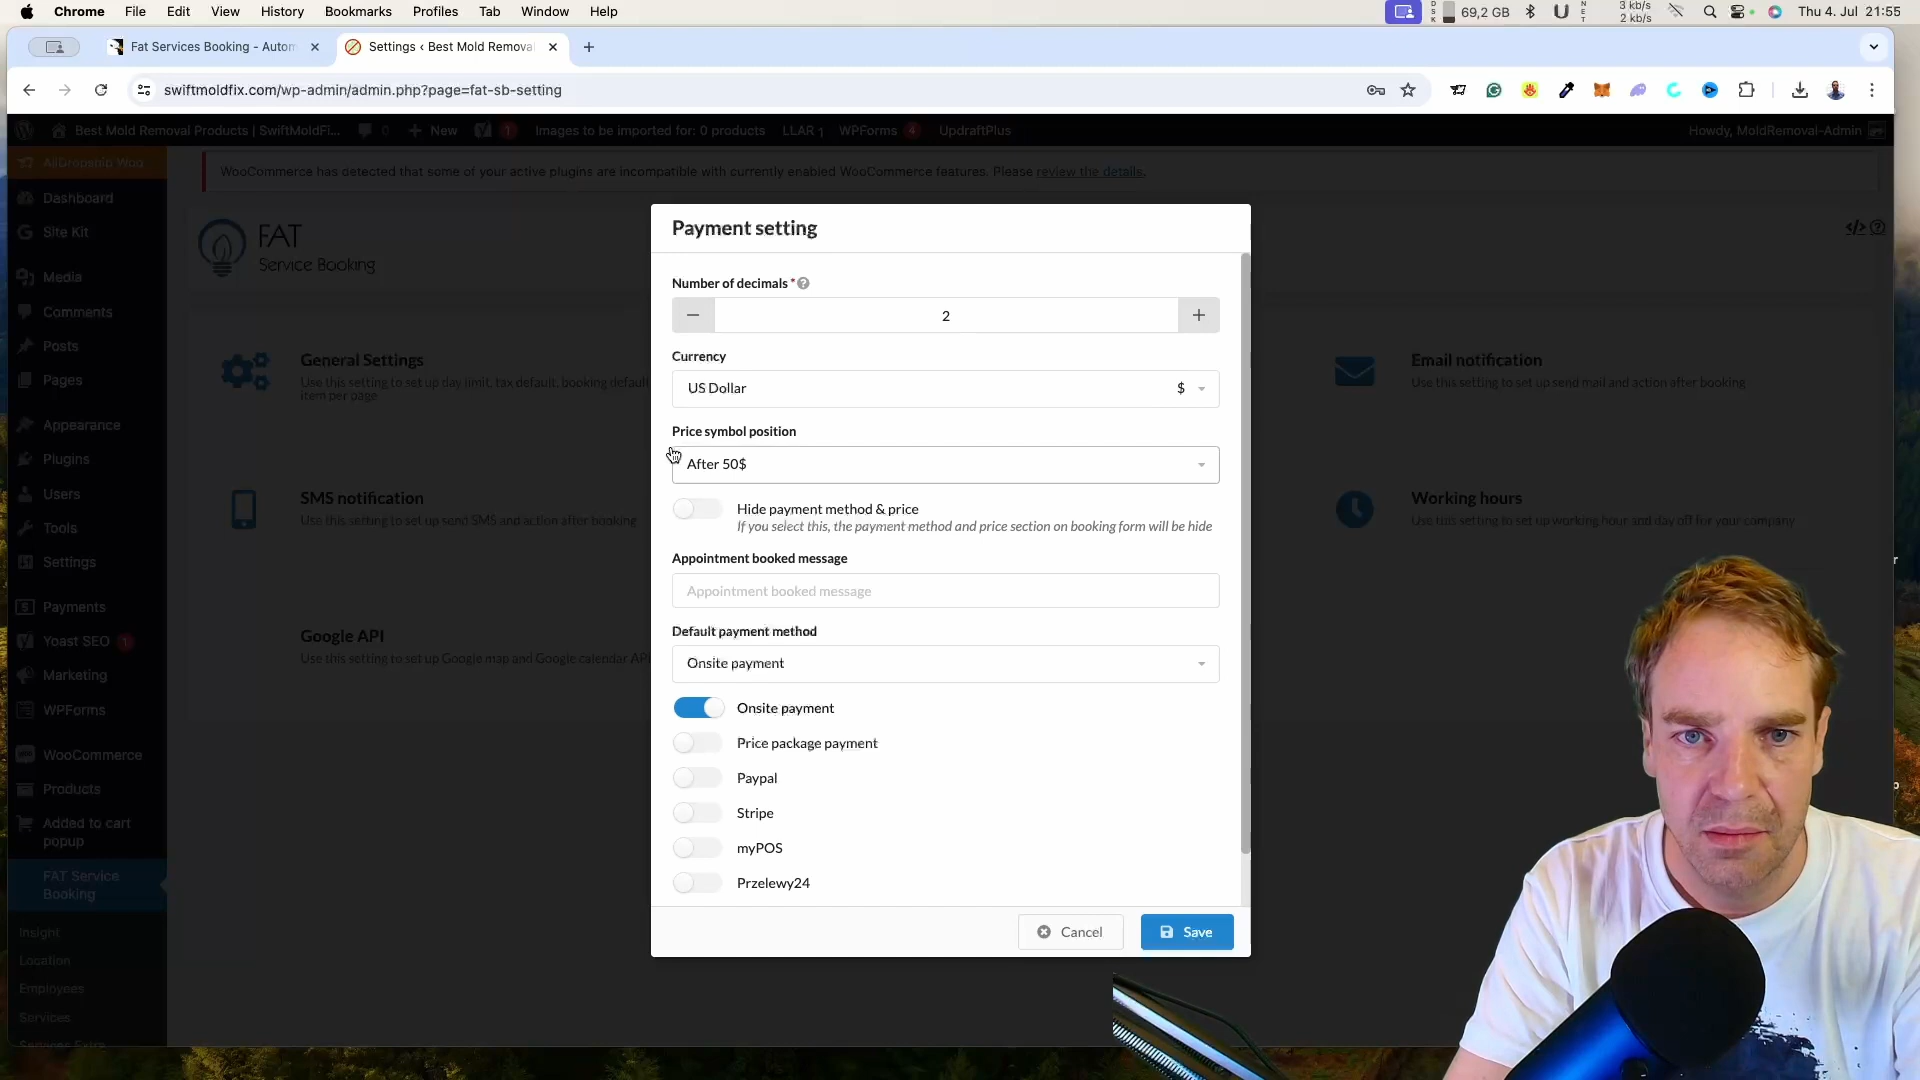 Chrome File Edit View History Bookmarks Profiles Tab Window Help
69,2 GB
3 kb/s
2 kb/s
Thu 4. Jul 21:55
Fat Services Booking - Autom
Settings ‹ Best Mold Removal
swiftmoldfix.com/wp-admin/admin.php?page=fat-sb-setting
Best Mold Removal Products | SwiftMoldFi... 0 New 1 Images to be imported for: 0 products LLAR 1 WPForms 4 UpdraftPlus
Howdy, MoldRemoval-Admin
AliDropship Woo
Dashboard
Site Kit
Media
Comments
Posts
Pages
Appearance
Plugins
Users
Tools
Settings
Payments
Yoast SEO 1
Marketing
WPForms
WooCommerce
Products
Added to cart
popup
FAT Service
Booking
Insight
Location
Employees
Services
Services Extra
WooCommerce has detected that some of your active plugins are incompatible with currently enabled WooCommerce features. Please review the details.
FAT
Service Booking
General Settings
Use this setting to set up day limit, tax default, booking default
item per page
SMS notification
Use this setting to set up send SMS and action after booking
Google API
Use this setting to set up Google map and Google calendar API
Email notification
Use this setting to set up send mail and action after booking
Working hours
Use this setting to set up working hour and day off for your company
Payment setting
Number of decimals *
2
Currency
US Dollar $
Price symbol position
After 50$
Hide payment method & price
If you select this, the payment method and price section on booking form will be hide
Appointment booked message
Appointment booked message
Default payment method
Onsite payment
Onsite payment
Price package payment
Paypal
Stripe
myPOS
Przelewy24
Cancel
Save